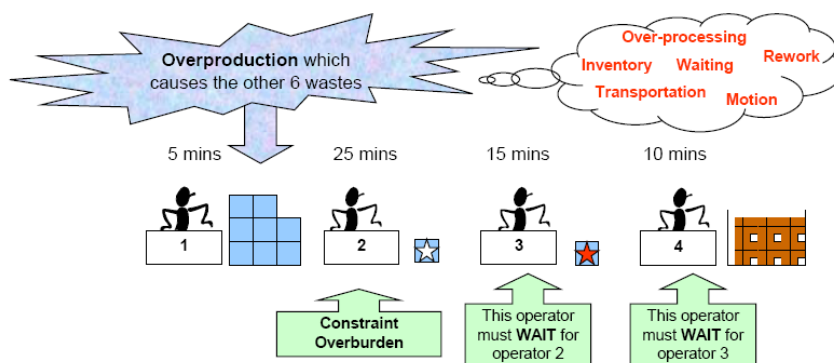 Overproduction which
causes the other 6 wastes
Over-processing
Rework
Inventory
Waiting
Transportation
Motion
5 mins
25 mins
15 mins
10 mins
1
2
3
4
Constraint
Overburden
This operator
must WAIT for
operator 2
This operator
must WAIT for
operator 3